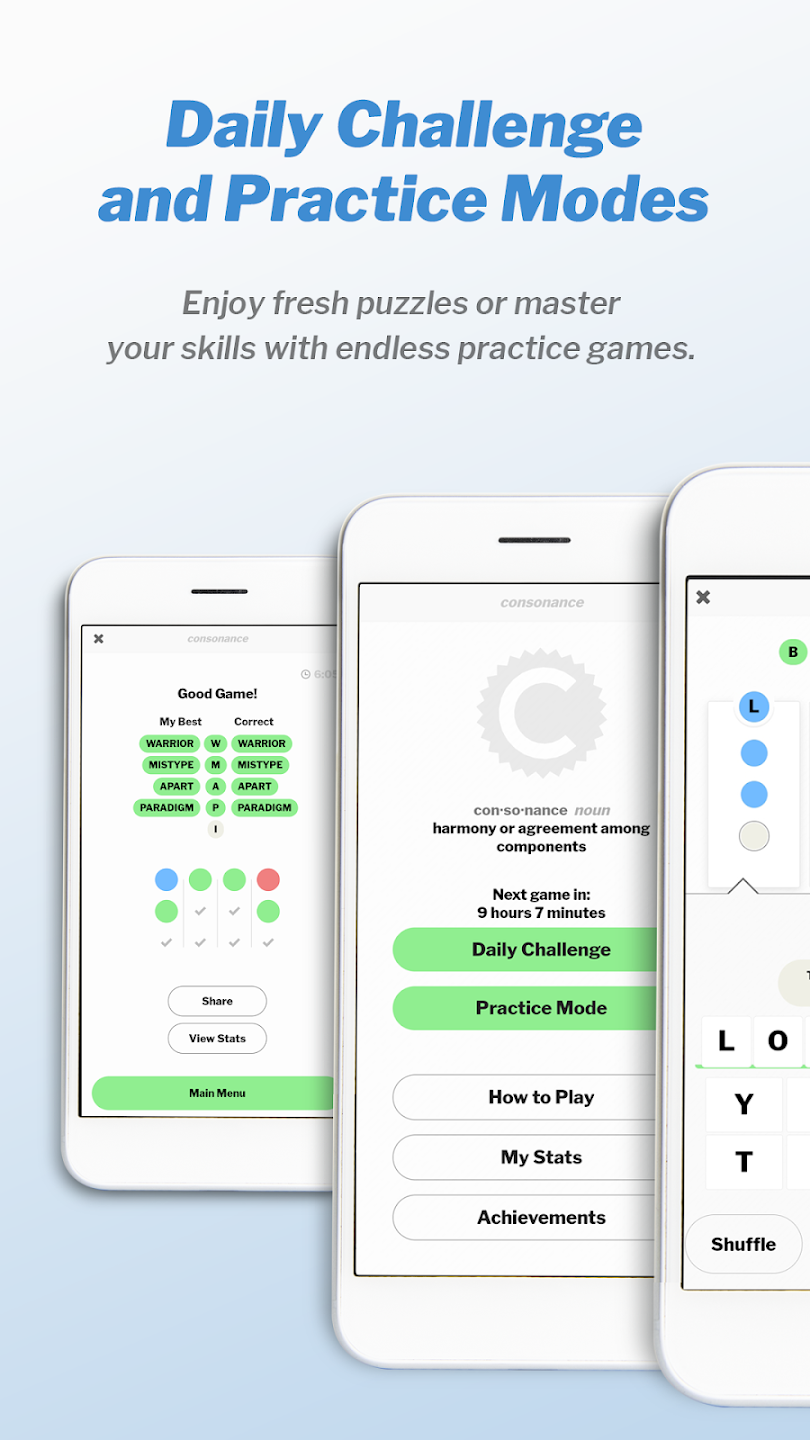 Daily Challenge
and Practice Modes
Enjoy fresh puzzles or master
your skills with endless practice games.
consonance
Good Game!
My Best Correct
WARRIOR W WARRIOR
MISTYPE M MISTYPE
APART A APART
PARADIGM P PARADIGM
I
Share
View Stats
Main Menu
consonance
C
con·so·nance noun
harmony or agreement among
components
Next game in:
9 hours 7 minutes
Daily Challenge
Practice Mode
How to Play
My Stats
Achievements
B
L
L O
Y
T
Shuffle